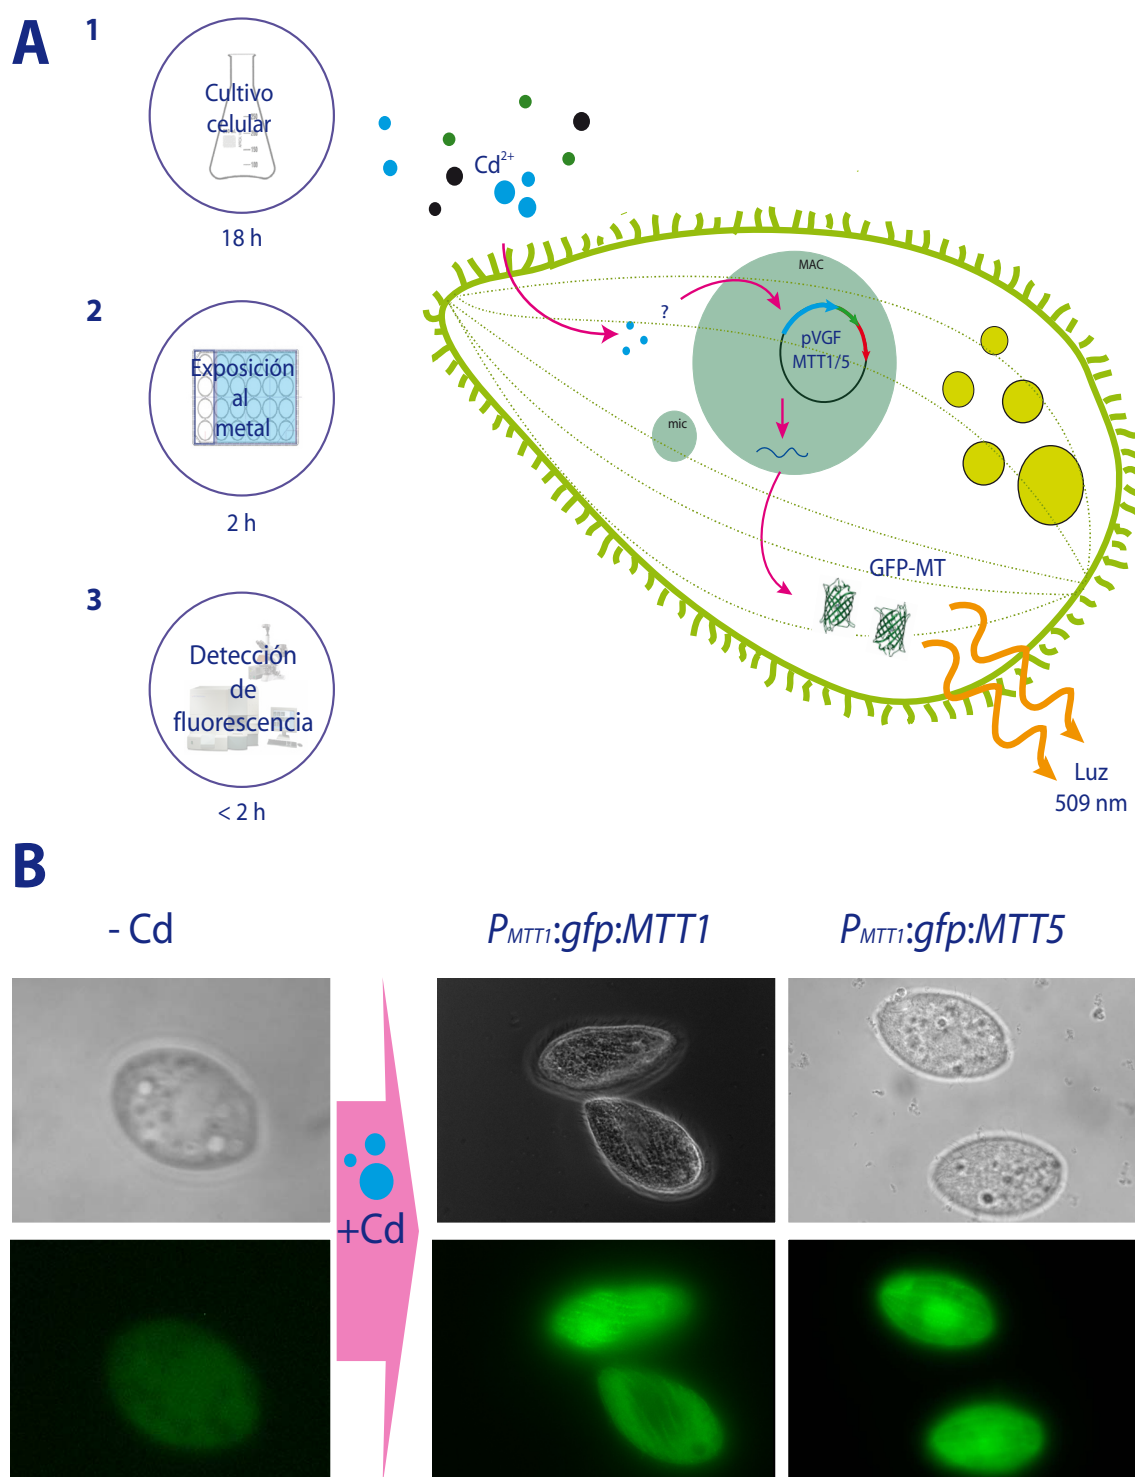 A
1
Cultivo
celular
18 h
2
Exposición
al
metal
2 h
3
Detección
de
fluorescencia
< 2 h
Cd2+
?
MAC
pVGF
MTT1/5
mic
GFP-MT
Luz
509 nm
B
- Cd
PMTT1:gfp:MTT1
PMTT1:gfp:MTT5
+Cd